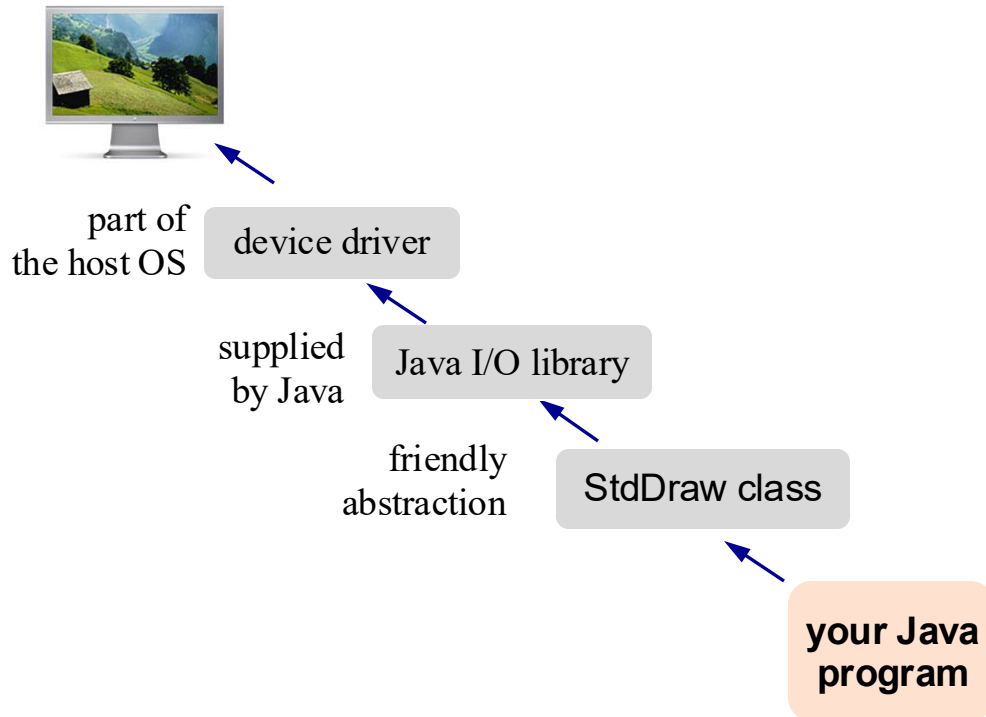 part of
the host OS
device driver
supplied
by Java
Java I/O library
friendly
abstraction
StdDraw class
your Java
program